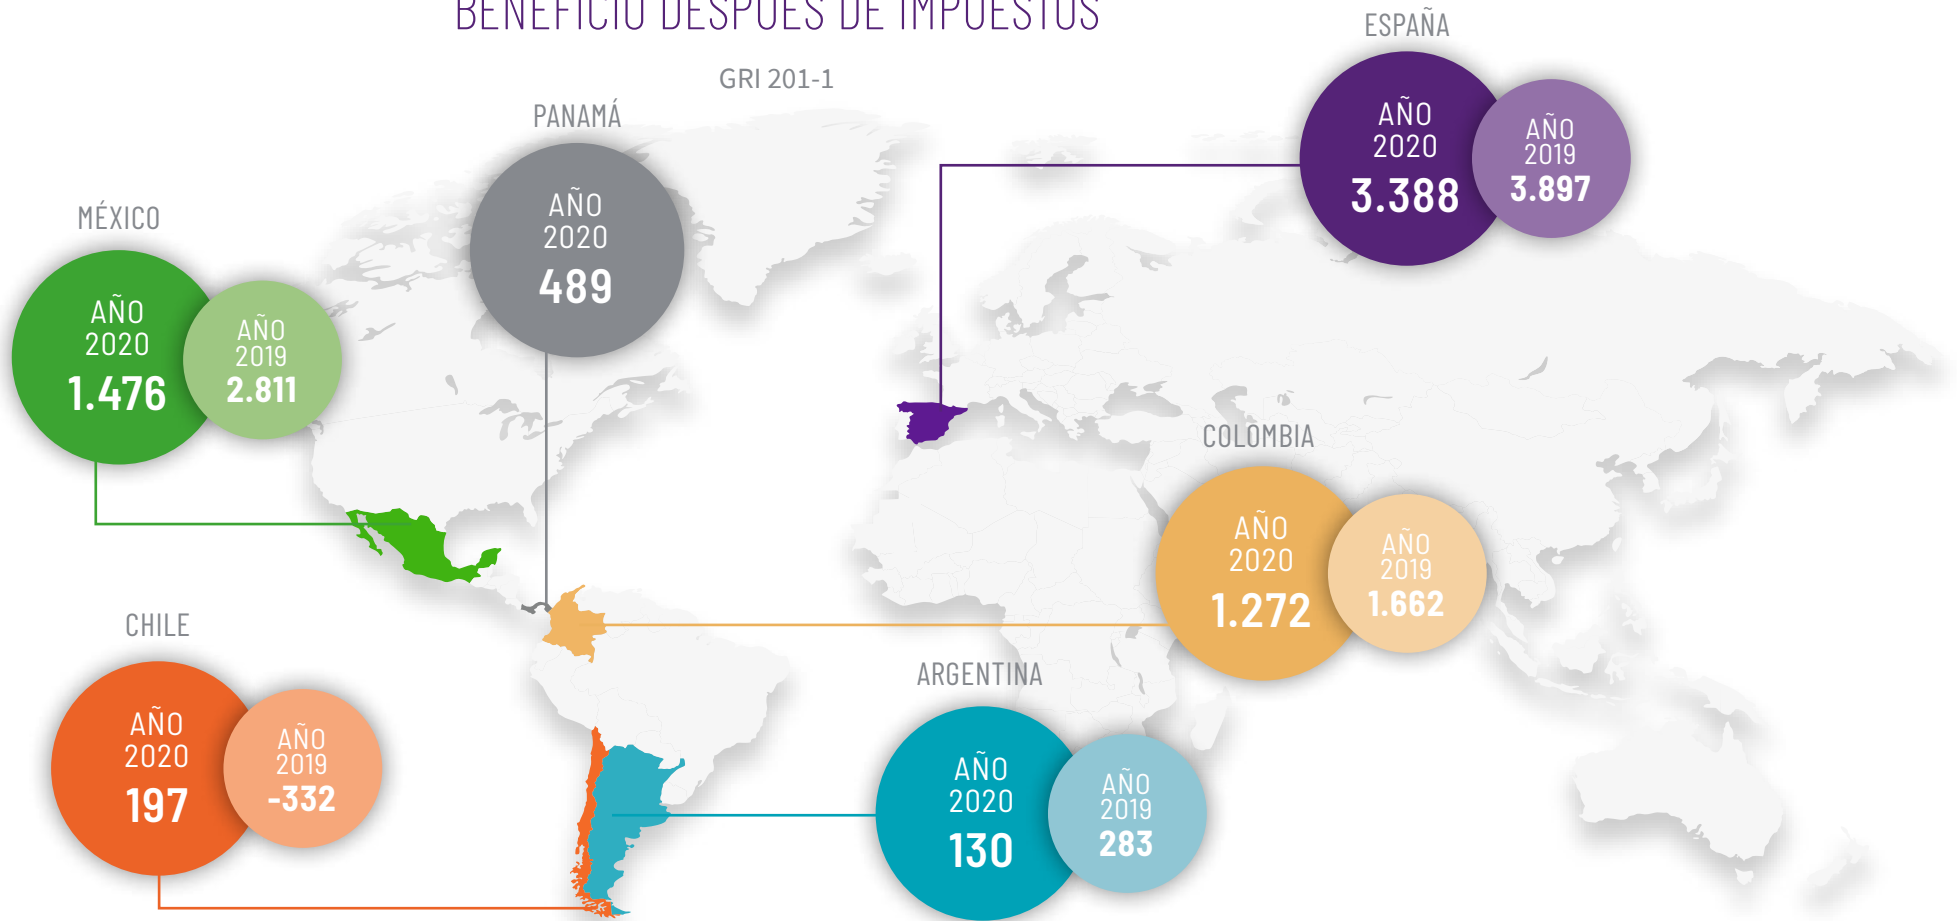 BENEFICIO DESPUÉS DE IMPUESTOS
GRI 201-1
ESPAÑA
AÑO
2020
3.388
AÑO
2019
3.897
PANAMÁ
AÑO
2020
489
MÉXICO
AÑO
2020
1.476
AÑO
2019
2.811
COLOMBIA
AÑO
2020
1.272
AÑO
2019
1.662
CHILE
AÑO
2020
197
AÑO
2019
-332
ARGENTINA
AÑO
2020
130
AÑO
2019
283